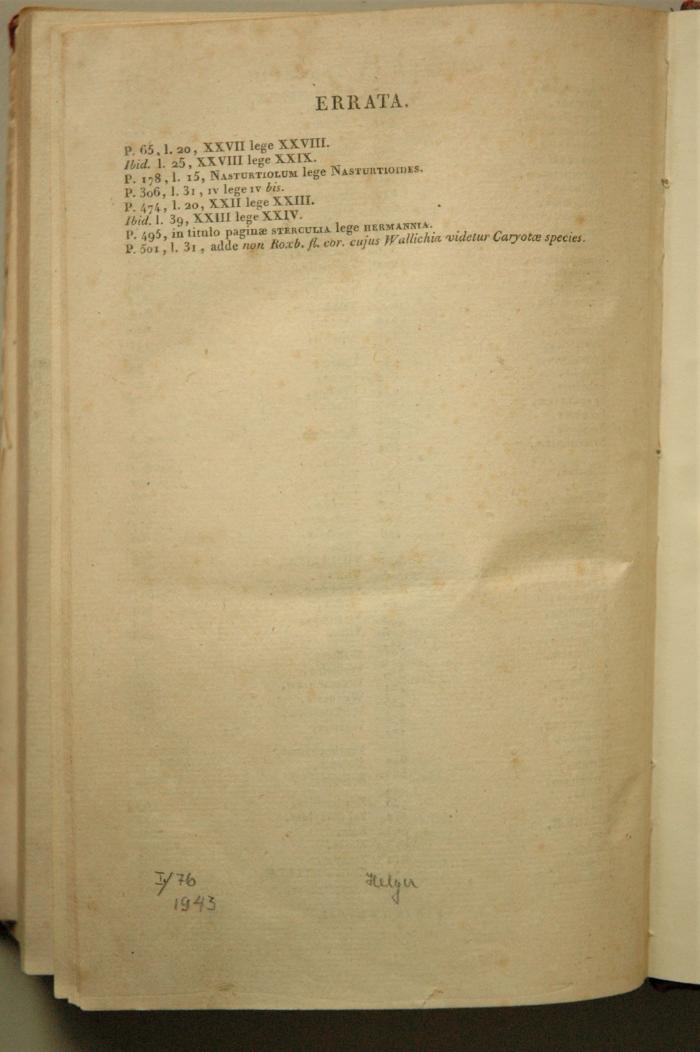 ERRATA.
P. 65, l. 20, XXVII lege XXVIII.
Ibid. l. 25, XXVIII lege XXIX.
P. 178, l. 15, NASTURTIOLUM lege NASTURTIOIDES.
P. 306, l. 31, IV lege IV bis.
P. 474, l. 20, XXII lege XXIII.
Ibid. l. 39, XXIII lege XXIV.
P. 495, in titulo paginæ STERCULIA lege HERMANNIA.
P. 501, l. 31, adde non Roxb. fl. cor. cujus Wallichia videtur Caryotæ species.
I/76
1943